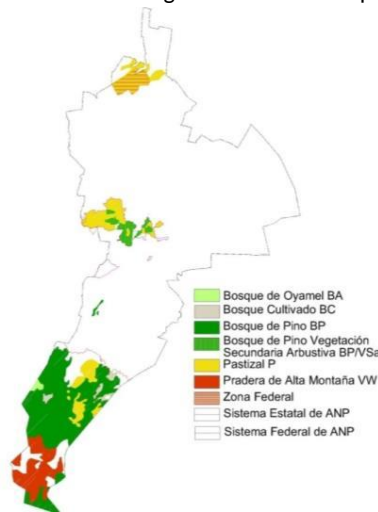 Bosque de Oyamel BA
Bosque Cultivado BC
Bosque de Pino BP
Bosque de Pino Vegetación
Secundaria Arbustiva BP/VSa
Pastizal P
Pradera de Alta Montaña VW
Zona Federal
Sistema Estatal de ANP
Sistema Federal de ANP